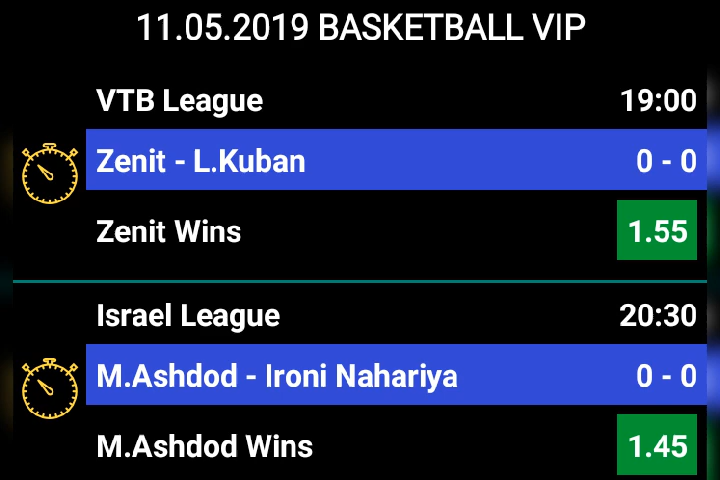 11.05.2019 BASKETBALL VIP
VTB League 19:00
Zenit - L.Kuban 0 - 0
Zenit Wins 1.55
Israel League 20:30
M.Ashdod - Ironi Nahariya 0 - 0
M.Ashdod Wins 1.45